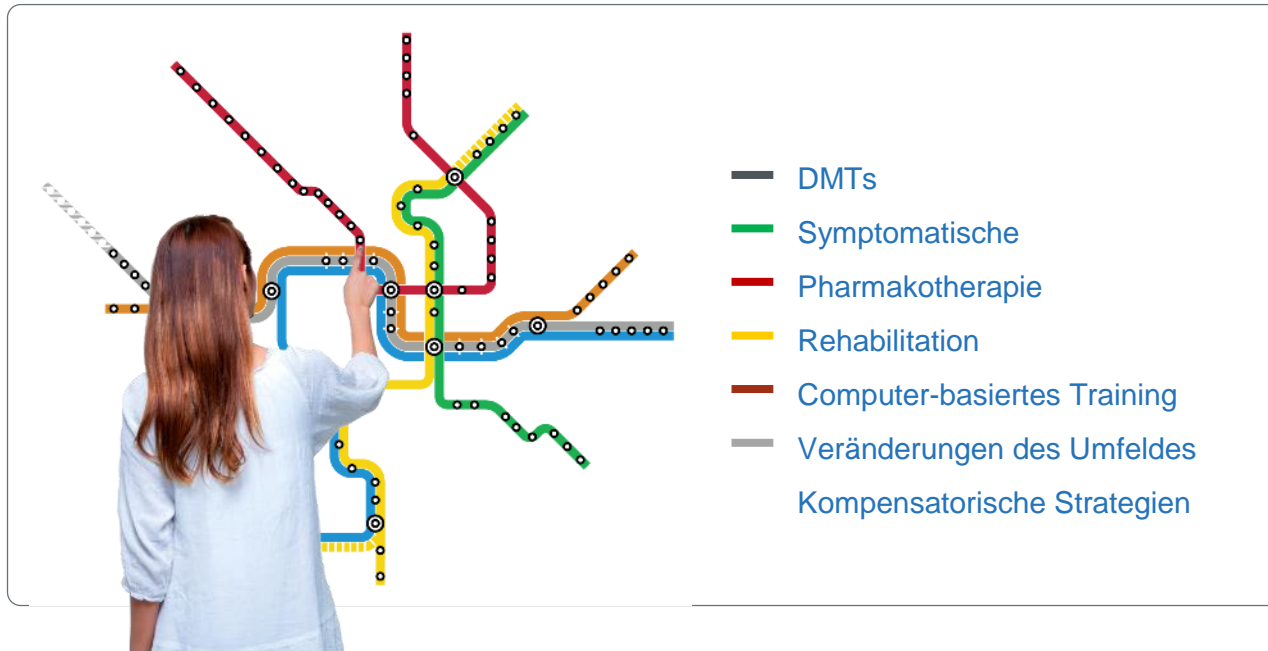 DMTs
Symptomatische
Pharmakotherapie
Rehabilitation
Computer-basiertes Training
Veränderungen des Umfeldes
Kompensatorische Strategien